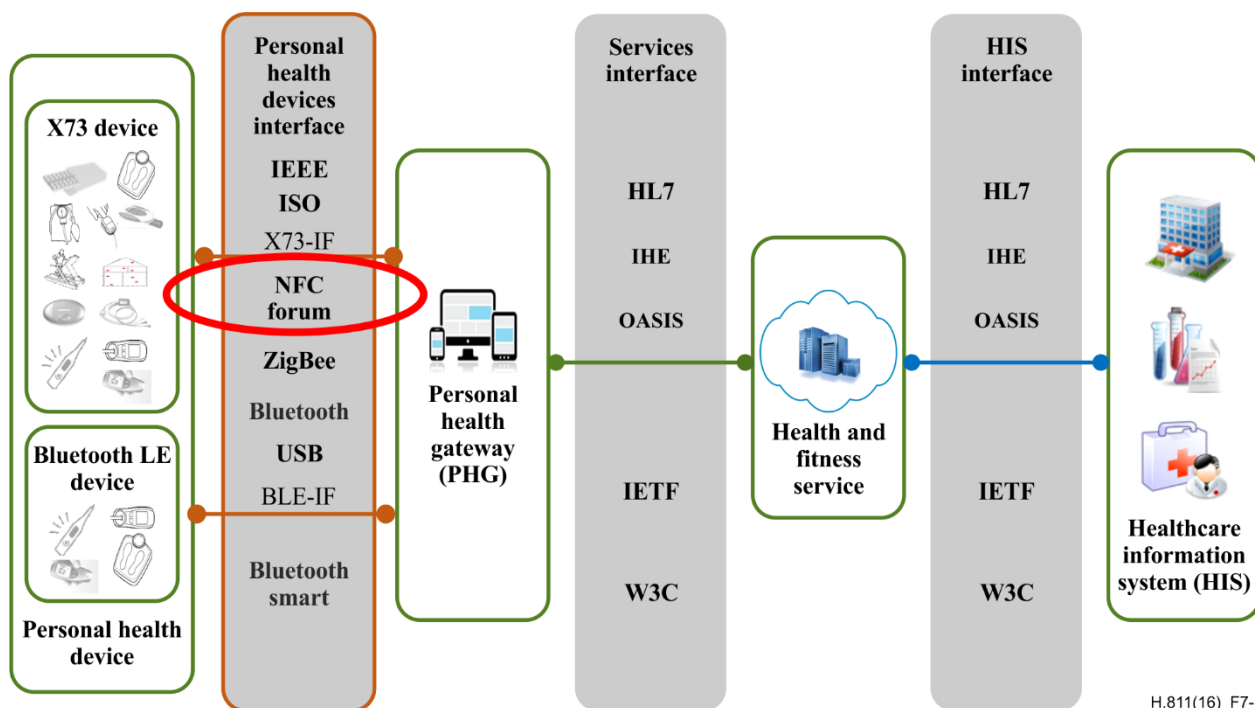 X73 device
Bluetooth LE
device
Personal health
device
Personal
health
devices
interface
IEEE
ISO
X73-IF
NFC
forum
ZigBee
Bluetooth
USB
BLE-IF
Bluetooth
smart
Personal
health
gateway
(PHG)
Services
interface
HL7
IHE
OASIS
IETF
W3C
Health and
fitness
service
HIS
interface
HL7
IHE
OASIS
IETF
W3C
Healthcare
information
system (HIS)
H.811(16)_F7-